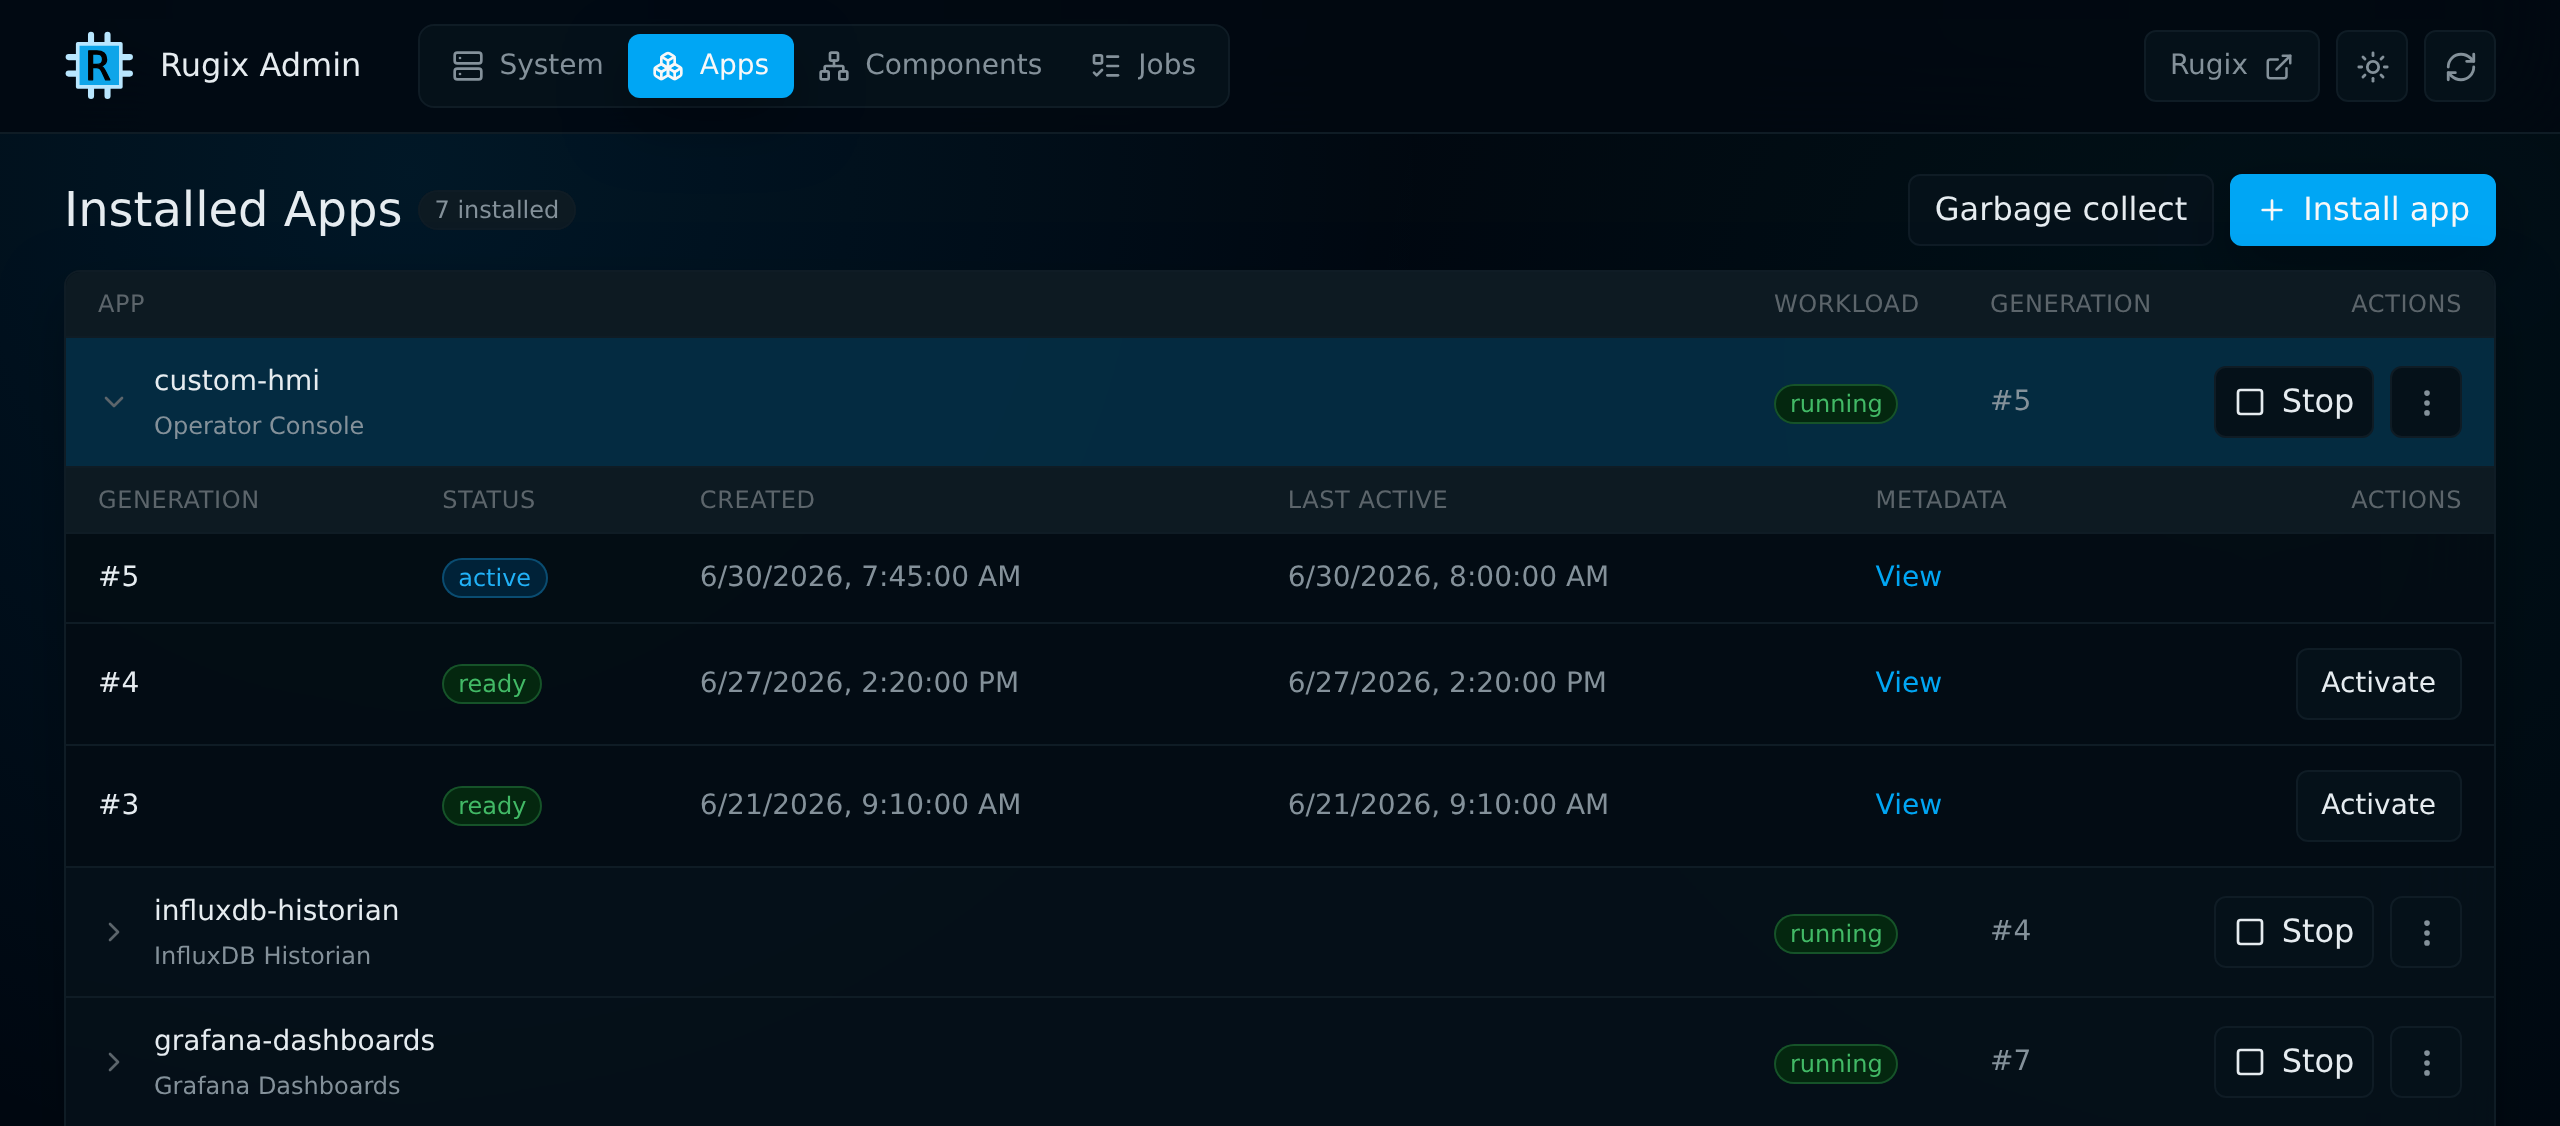 R Rugix Admin System Apps Components Jobs Rugix
Installed Apps 7 installed Garbage collect + Install app
APP WORKLOAD GENERATION ACTIONS
custom-hmi
Operator Console
running #5 Stop
GENERATION STATUS CREATED LAST ACTIVE METADATA ACTIONS
#5 active 6/30/2026, 7:45:00 AM 6/30/2026, 8:00:00 AM View
#4 ready 6/27/2026, 2:20:00 PM 6/27/2026, 2:20:00 PM View Activate
#3 ready 6/21/2026, 9:10:00 AM 6/21/2026, 9:10:00 AM View Activate
influxdb-historian
InfluxDB Historian
running #4 Stop
grafana-dashboards
Grafana Dashboards
running #7 Stop